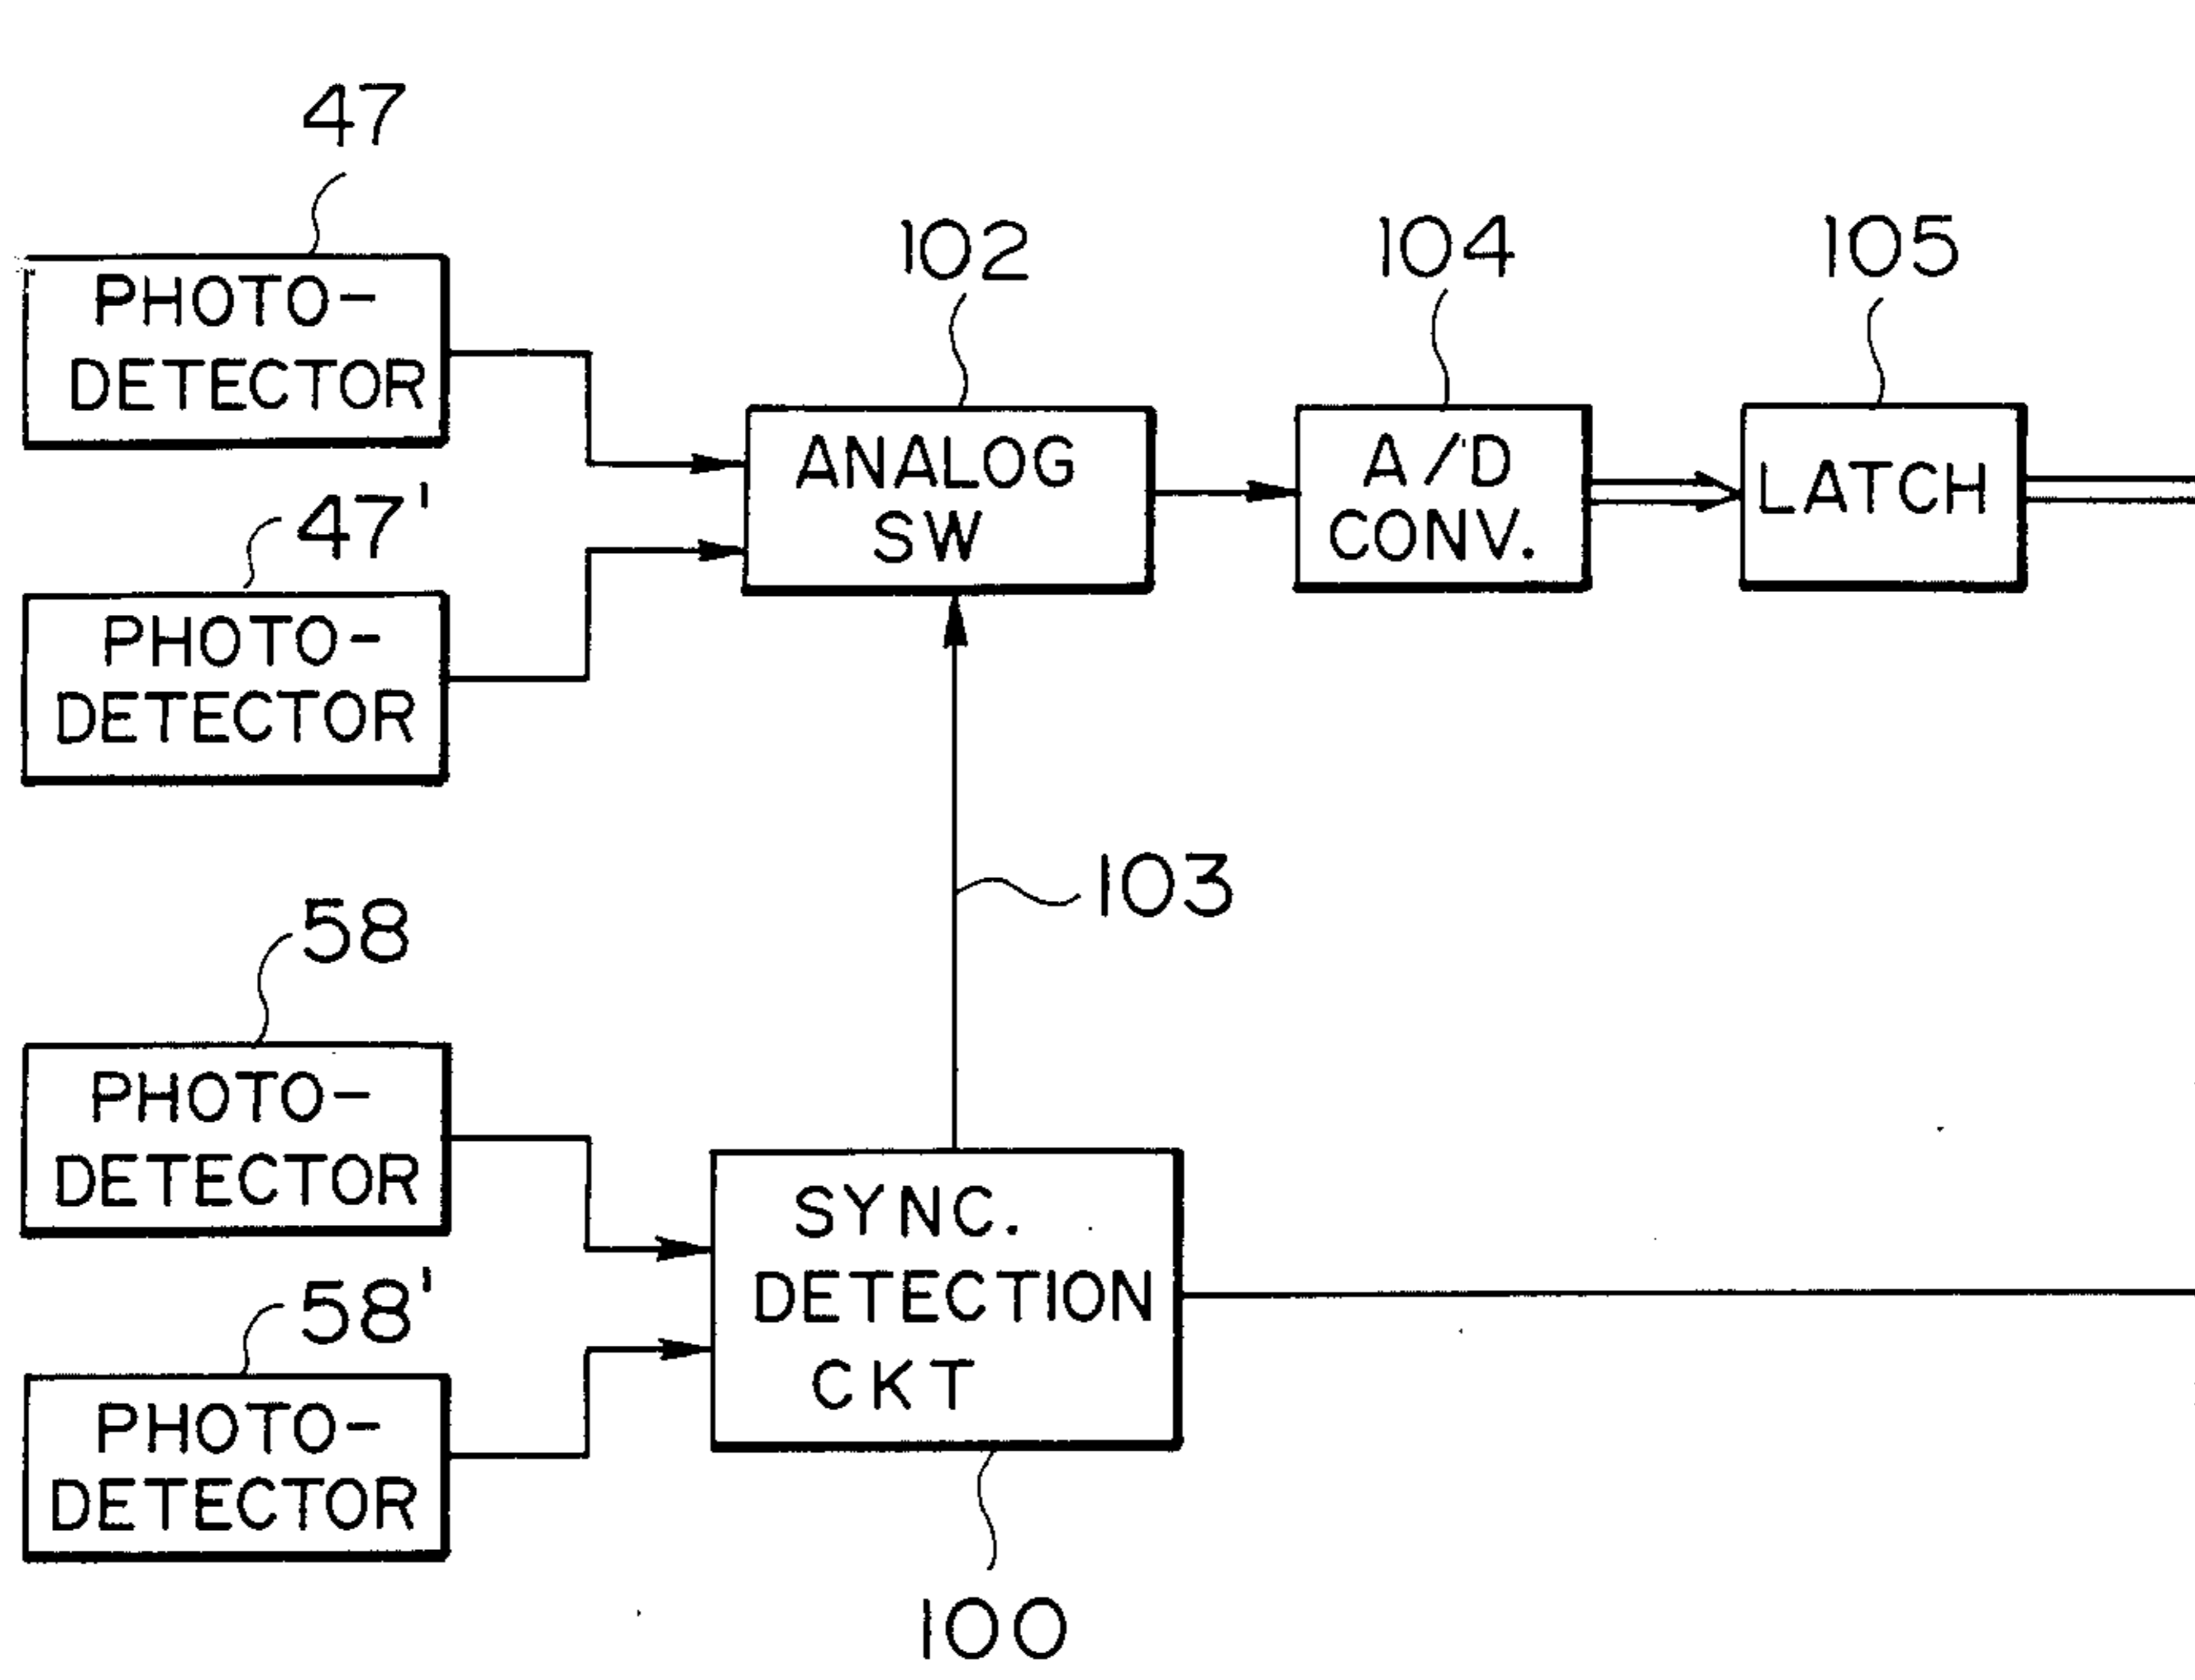 47
PHOTO-
DETECTOR
47'
PHOTO-
DETECTOR
102
ANALOG
SW
104
A/D
CONV.
105
LATCH
103
58
PHOTO-
DETECTOR
58'
PHOTO-
DETECTOR
SYNC.
DETECTION
CKT
100